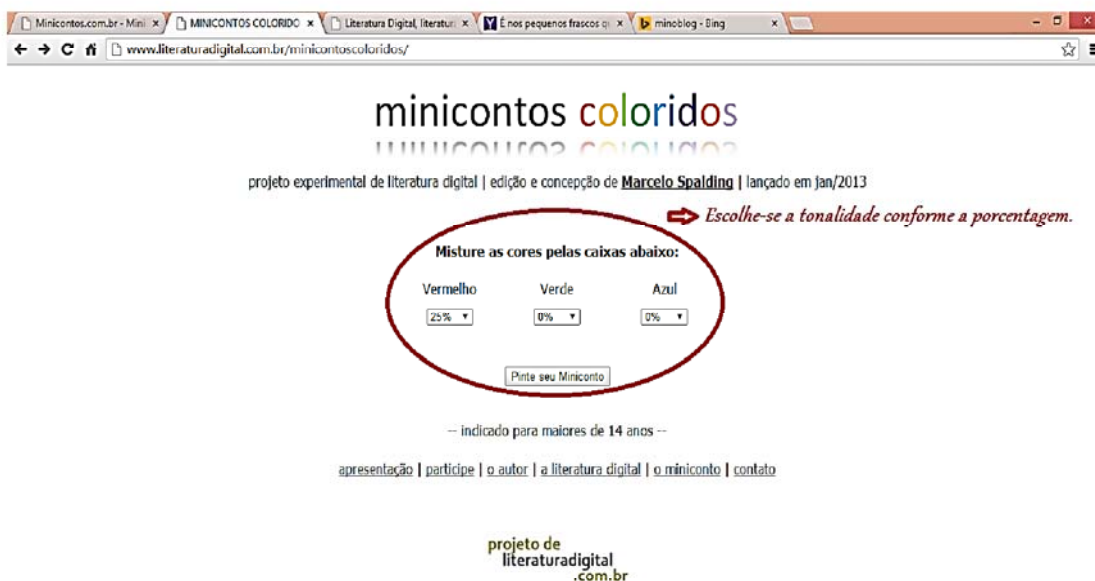 Minicontos.com.br - Mini
MINICONTOS COLORIDO
Literatura Digital, literatur
É nos pequenos frascos q
minoblog - Bing
www.literaturadigital.com.br/minicontoscoloridos/
minicontos coloridos
projeto experimental de literatura digital | edição e concepção de Marcelo Spalding | lançado em jan/2013
Escolhe-se a tonalidade conforme a porcentagem.
Misture as cores pelas caixas abaixo:
Vermelho Verde Azul
25% 0% 0%
Pinte seu Miniconto
-- indicado para maiores de 14 anos --
apresentação | participe | o autor | a literatura digital | o miniconto | contato
projeto de
literaturadigital
.com.br